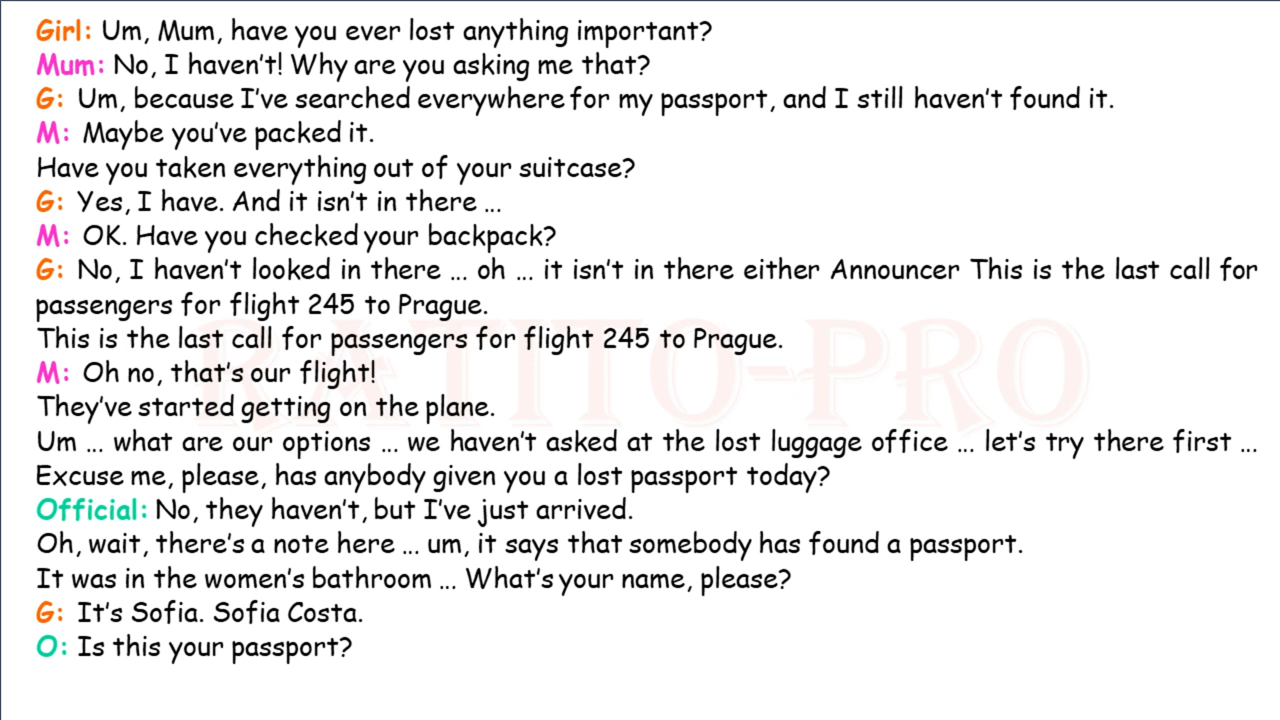 Girl: Um, Mum, have you ever lost anything important?
Mum: No, I haven't! Why are you asking me that?
G: Um, because I've searched everywhere for my passport, and I still haven't found it.
M: Maybe you've packed it.
Have you taken everything out of your suitcase?
G: Yes, I have. And it isn't in there ...
M: OK. Have you checked your backpack?
G: No, I haven't looked in there ... oh ... it isn't in there either Announcer This is the last call for
passengers for flight 245 to Prague.
This is the last call for passengers for flight 245 to Prague.
RATITO-PRO
M: Oh no, that's our flight!
They've started getting on the plane.
Um ... what are our options ... we haven't asked at the lost luggage office ... let's try there first ...
Excuse me, please, has anybody given you a lost passport today?
Official: No, they haven't, but I've just arrived.
Oh, wait, there's a note here ... um, it says that somebody has found a passport.
It was in the women's bathroom ... What's your name, please?
G: It's Sofia. Sofia Costa.
O: Is this your passport?